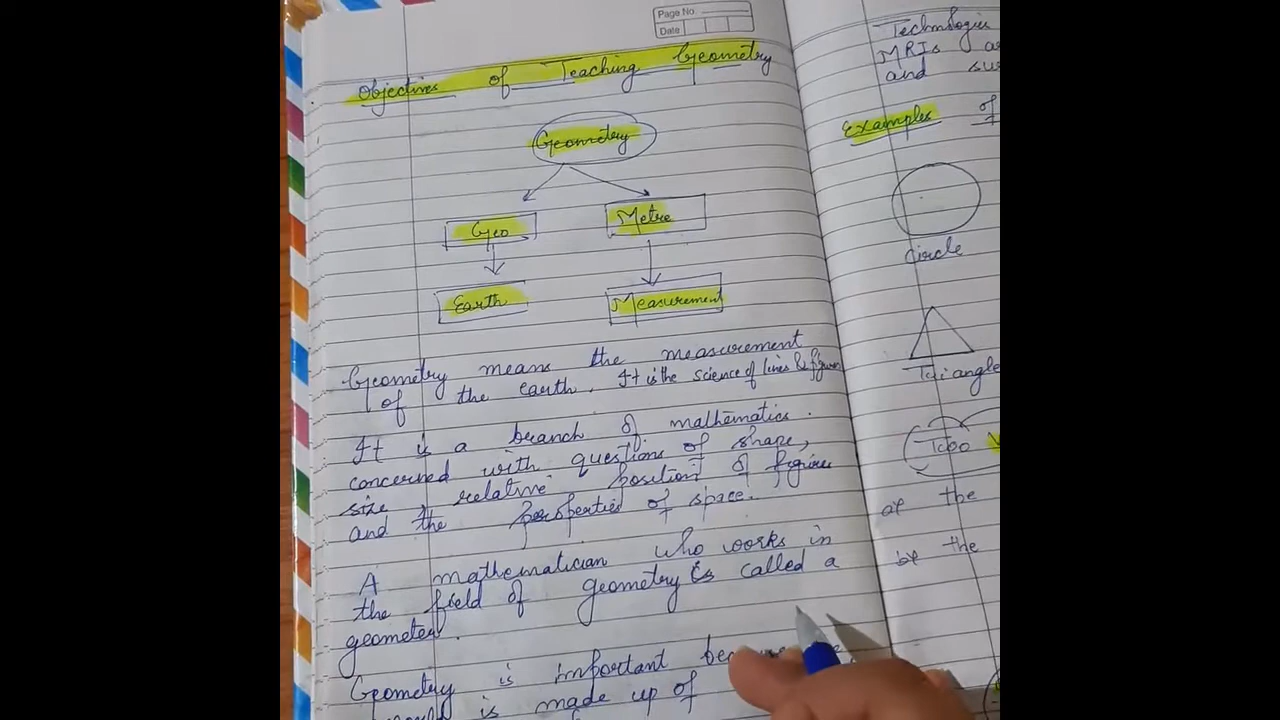 Page No.
Date
Objectives of Teaching Geometry
Geometry
Geo Metre
Earth Measurement
Geometry means the measurement
of the earth. It is the science of lines & figures
It is a branch of mathematics.
concerned with questions of shape,
size, relative position of figures
and the properties of space.
A mathematician who works in
the field of geometry is called a
geometer.
Geometry is important
is made up of
Technologies
MRIs
and
Examples of
Circle
Triangle
at the
by the